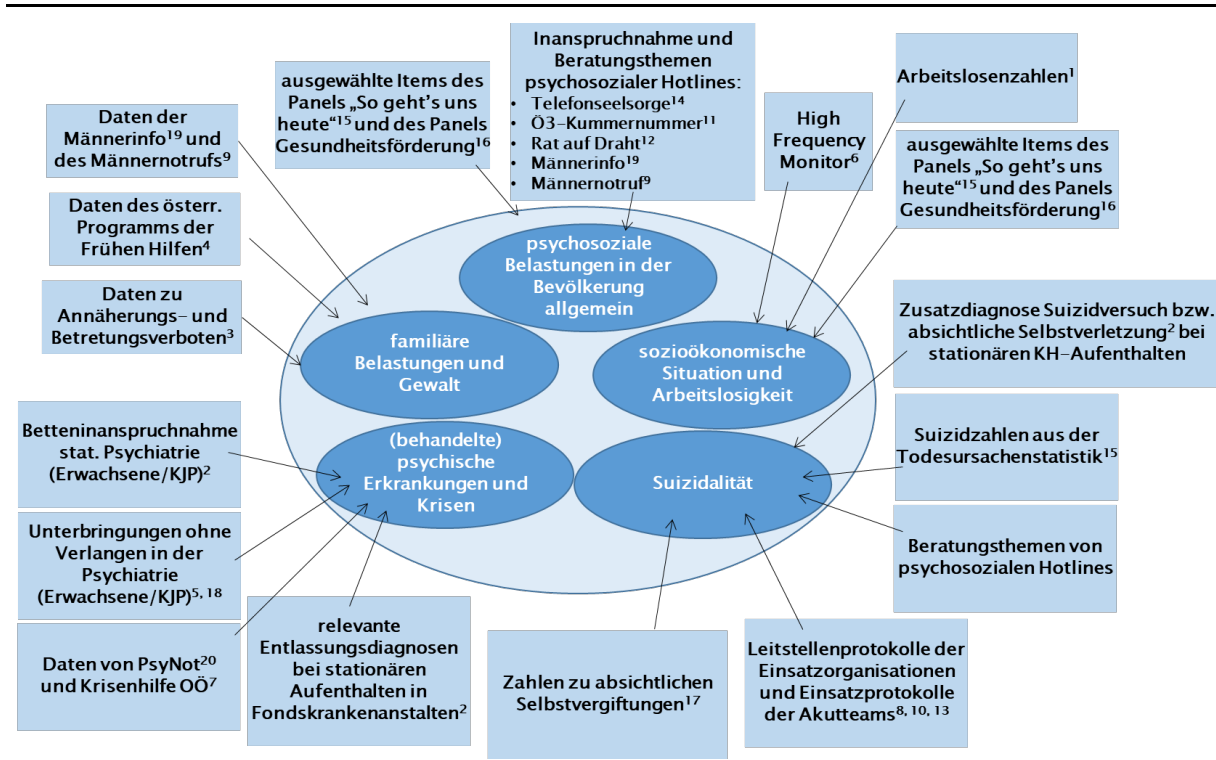 Inanspruchnahme und
Beratungsthemen
psychosozialer Hotlines:
• Telefonseelsorge¹⁴
• Ö3-Kummernummer¹¹
• Rat auf Draht¹²
• Männerinfo¹⁹
• Männernotruf⁹
ausgewählte Items des
Panels „So geht's uns
heute“¹⁵ und des Panels
Gesundheitsförderung¹⁶
High
Frequency
Monitor⁶
Arbeitslosenzahlen¹
ausgewählte Items des
Panels „So geht's uns
heute“¹⁵ und des Panels
Gesundheitsförderung¹⁶
Daten der
Männerinfo¹⁹ und
des Männernotrufs⁹
Daten des österr.
Programms der
Frühen Hilfen⁴
Daten zu
Annäherungs- und
Betretungsverboten³
psychosoziale
Belastungen in der
Bevölkerung
allgemein
familiäre
Belastungen und
Gewalt
sozioökonomische
Situation und
Arbeitslosigkeit
Zusatzdiagnose Suizidversuch bzw.
absichtliche Selbstverletzung² bei
stationären KH-Aufenthalten
Betteninanspruchnahme
stat. Psychiatrie
(Erwachsene/KJP)²
(behandelte)
psychische
Erkrankungen und
Krisen
Suizidalität
Suizidzahlen aus der
Todesursachenstatistik¹⁵
Unterbringungen ohne
Verlangen in der
Psychiatrie
(Erwachsene/KJP)⁵, ¹⁸
Beratungsthemen von
psychosozialen Hotlines
Daten von PsyNot²⁰
und Krisenhilfe OÖ⁷
relevante
Entlassungsdiagnosen
bei stationären
Aufenthalten in
Fondskrankenanstalten²
Zahlen zu absichtlichen
Selbstvergiftungen¹⁷
Leitstellenprotokolle der
Einsatzorganisationen
und Einsatzprotokolle
der Akutteams⁸, ¹⁰, ¹³